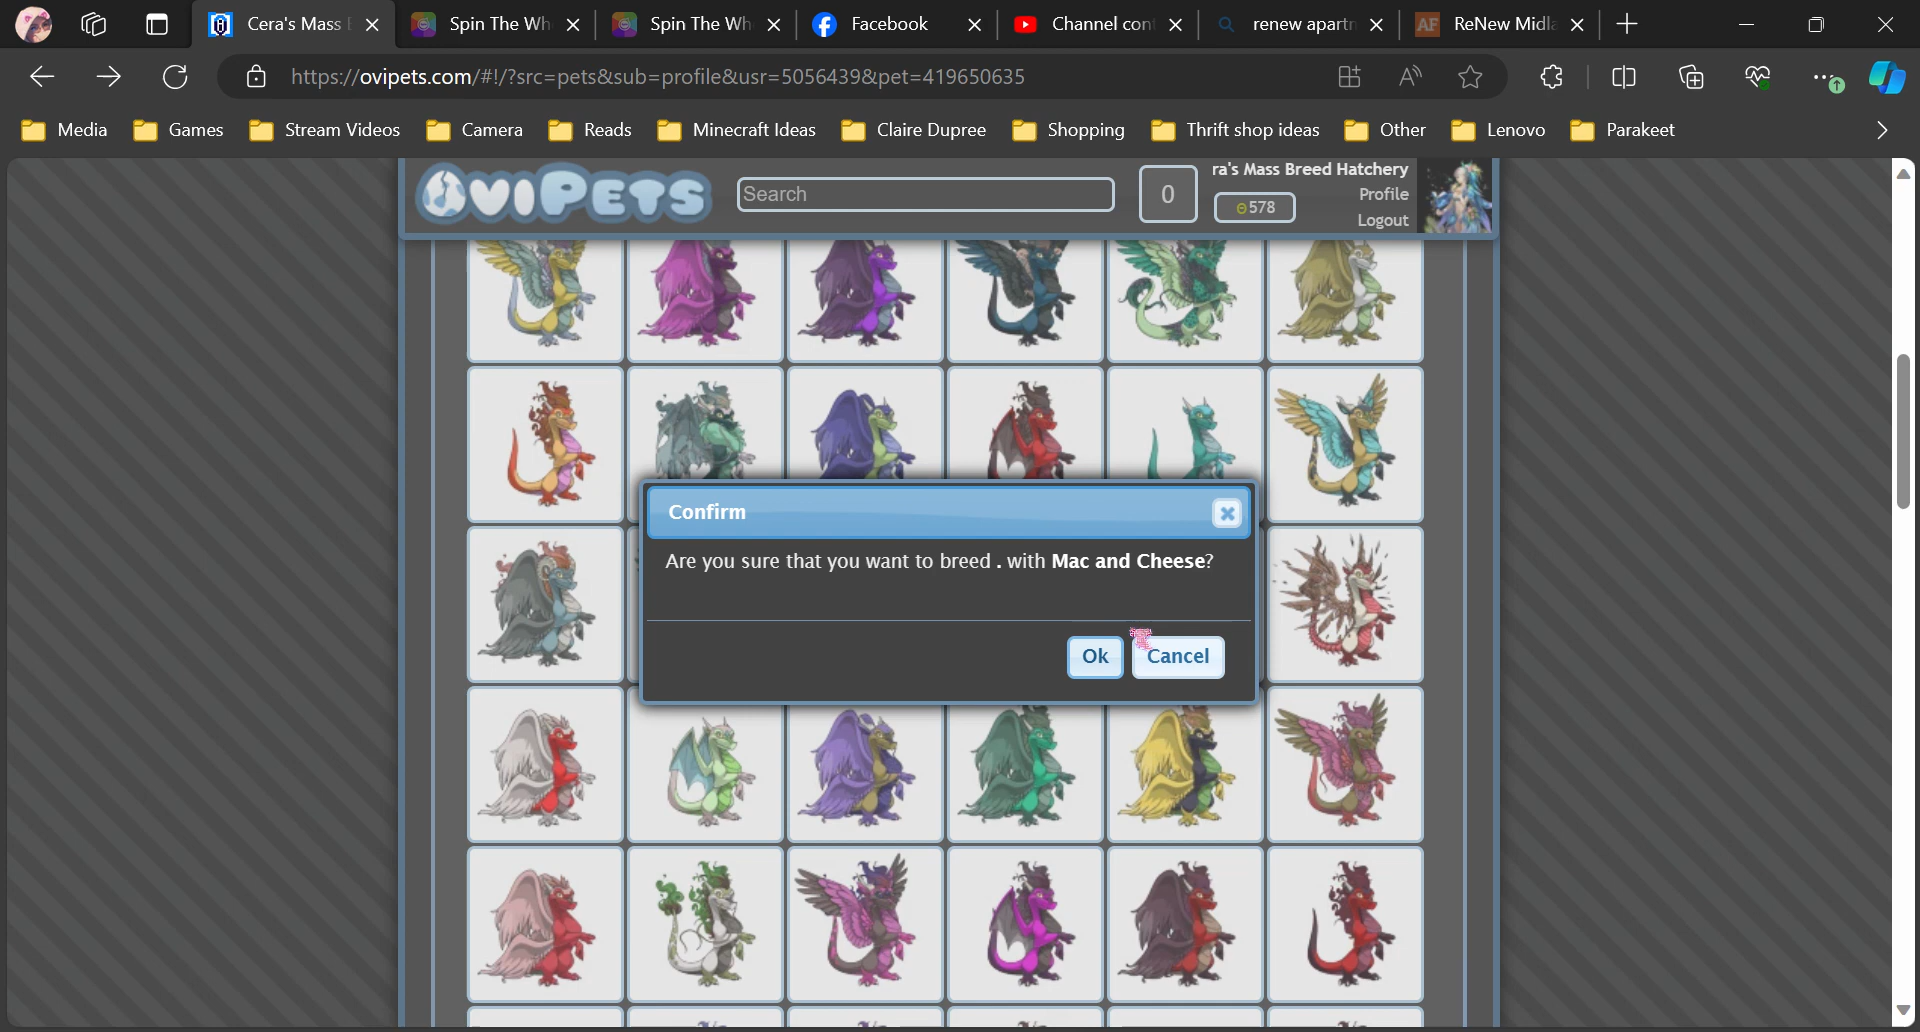 Cera's Mass
Spin The Wh
Spin The Wh
Facebook
Channel con
renew apartn
AF
ReNew Midla
https://ovipets.com/#!/?src=pets&sub=profile&usr=5056439&pet=419650635
Media
Games
Stream Videos
Camera
Reads
Minecraft Ideas
Claire Dupree
Shopping
Thrift shop ideas
Other
Lenovo
Parakeet
OVIPETS
Search
0
ra's Mass Breed Hatchery
578
Profile
Logout
Confirm
Are you sure that you want to breed . with Mac and Cheese?
Ok
Cancel